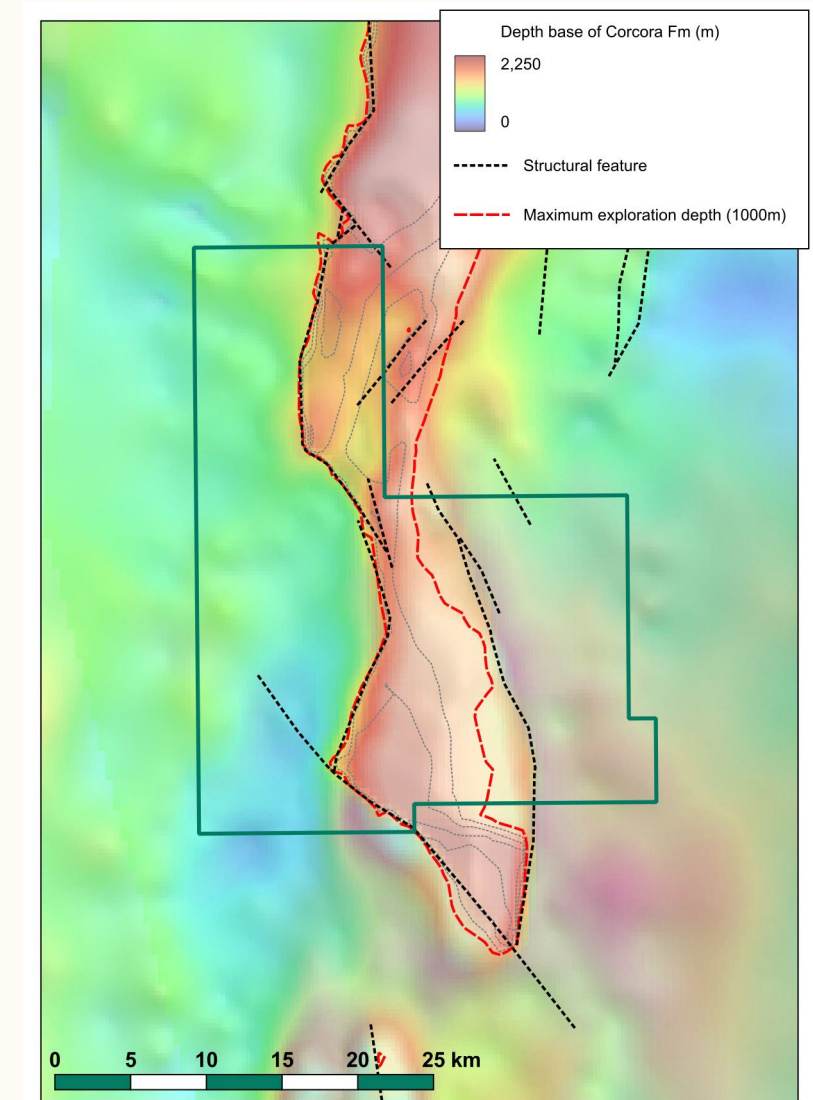 Depth base of Corcora Fm (m)
2,250
0
Structural feature
Maximum exploration depth (1000m)
0 5 10 15 20 25 km